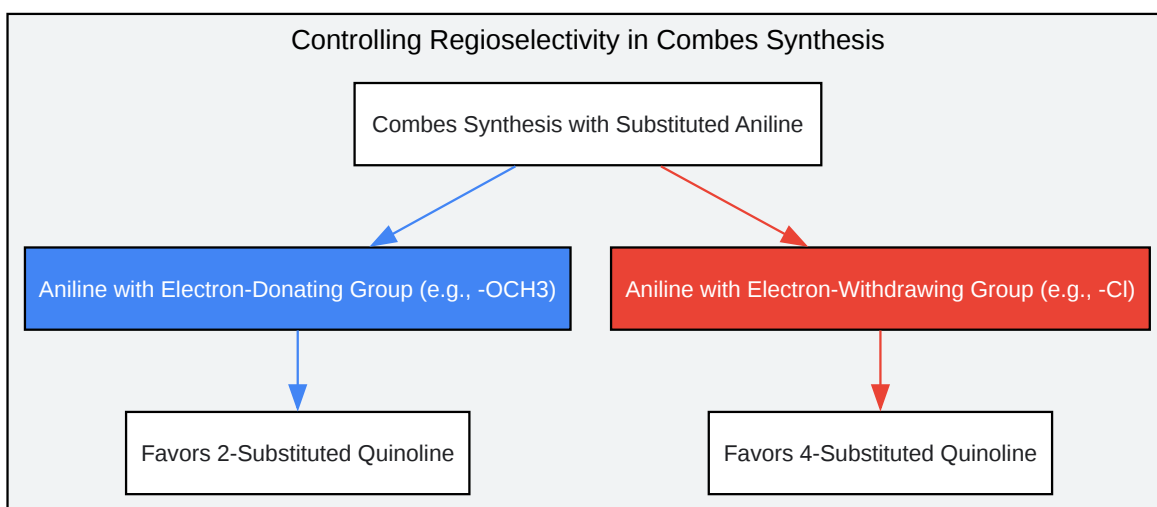 Controlling Regioselectivity in Combes Synthesis
Combes Synthesis with Substituted Aniline
Aniline with Electron-Donating Group (e.g., -OCH3)
Aniline with Electron-Withdrawing Group (e.g., -Cl)
Favors 2-Substituted Quinoline
Favors 4-Substituted Quinoline